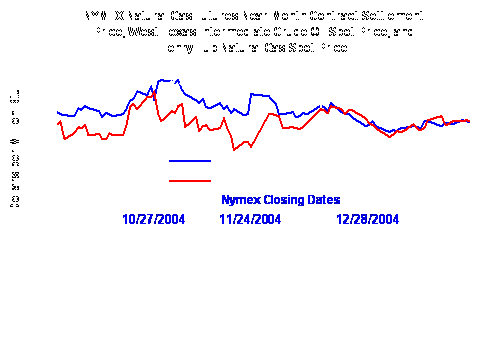 NYMEX Natural Gas Futures Near-Month Contract Settlement
Price, West Texas Intermediate Crude Oil Spot Price, and
Henry Hub Natural Gas Spot Price
Nymex Closing Dates
10/27/2004 11/24/2004 12/28/2004